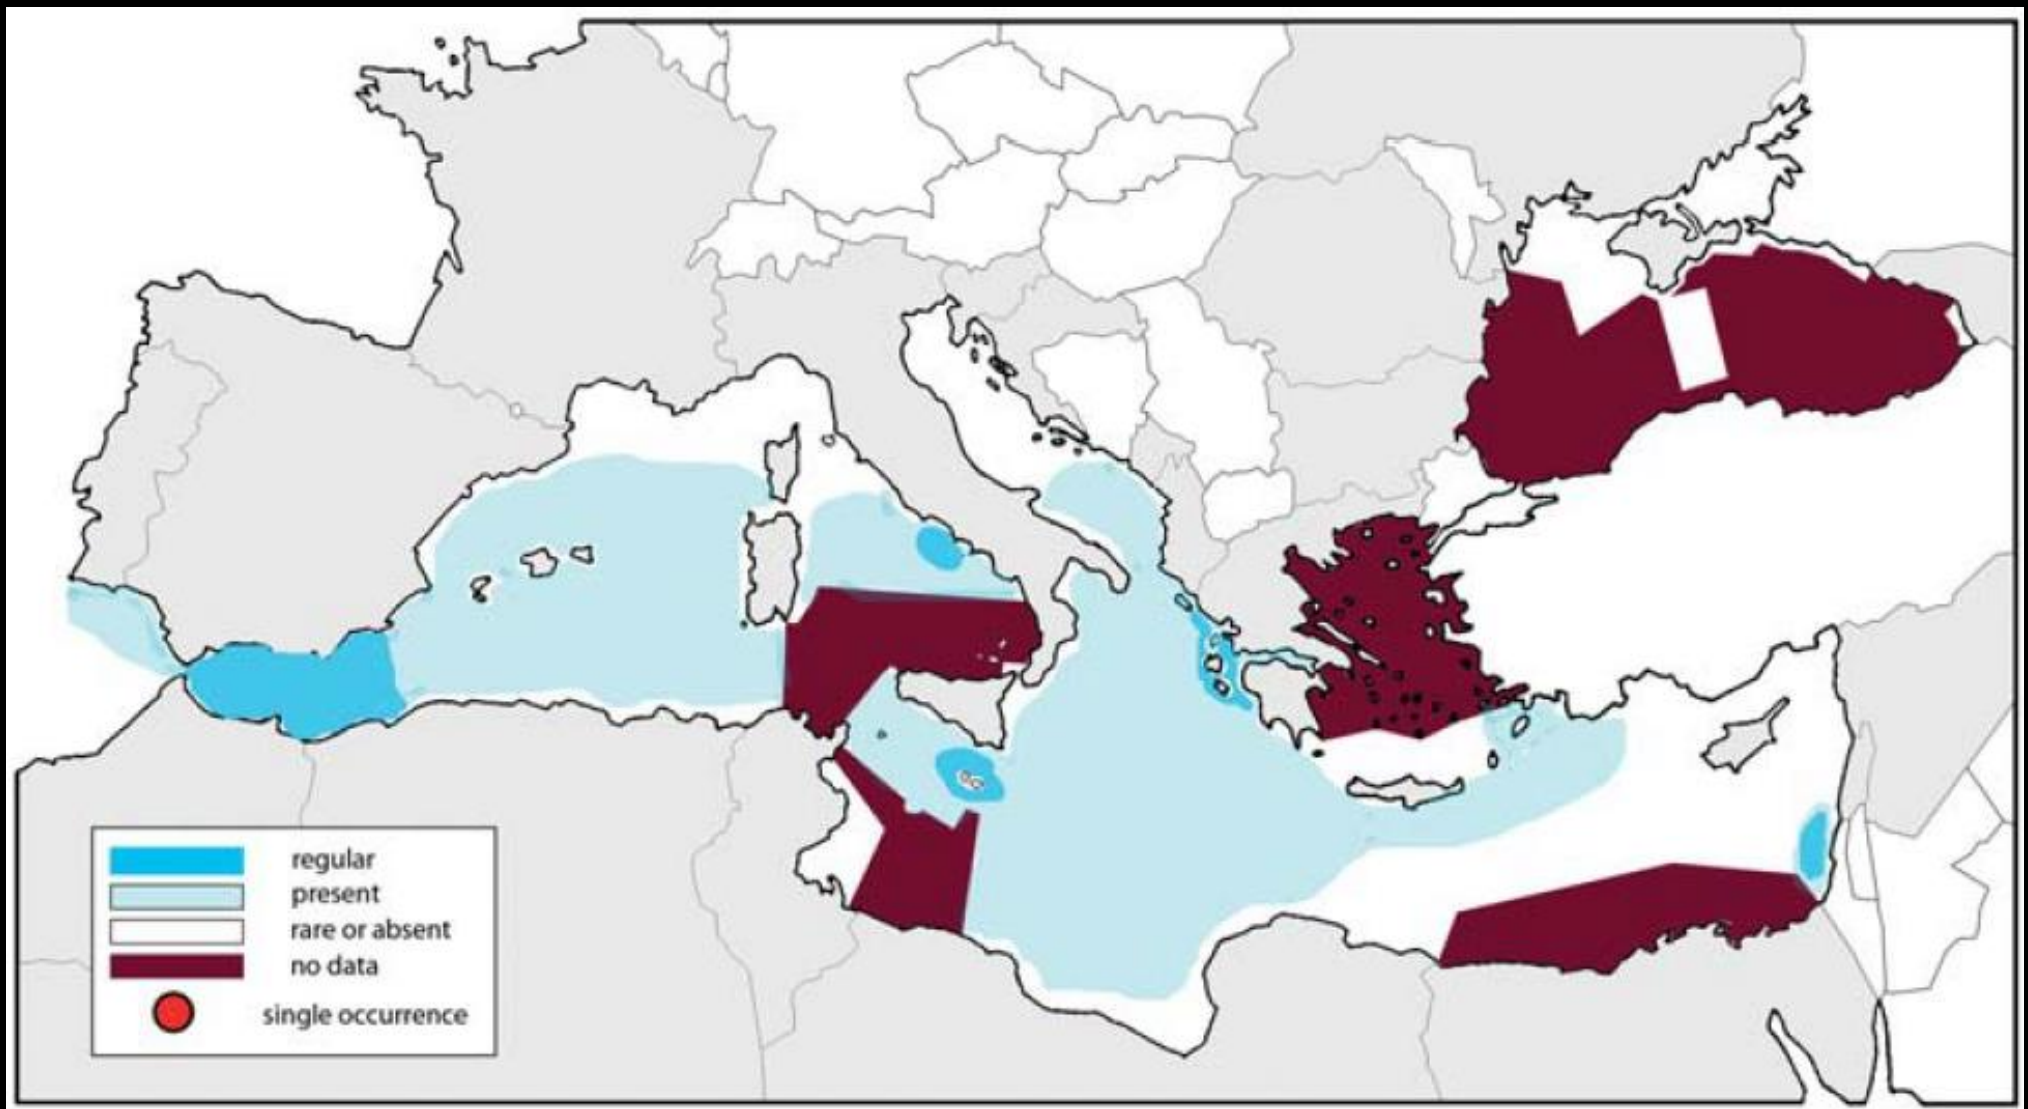 regular
present
rare or absent
no data
single occurrence